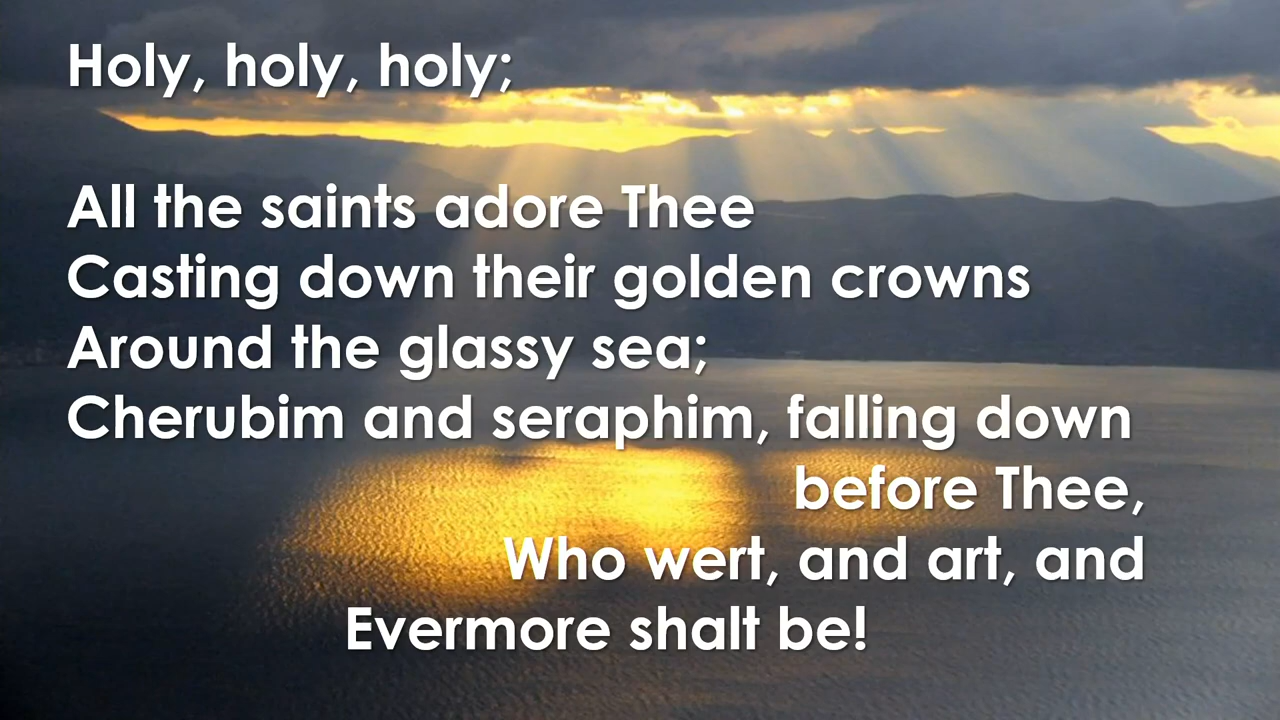 Holy, holy, holy;
All the saints adore Thee
Casting down their golden crowns
Around the glassy sea;
Cherubim and seraphim, falling down
before Thee,
Who wert, and art, and
Evermore shalt be!